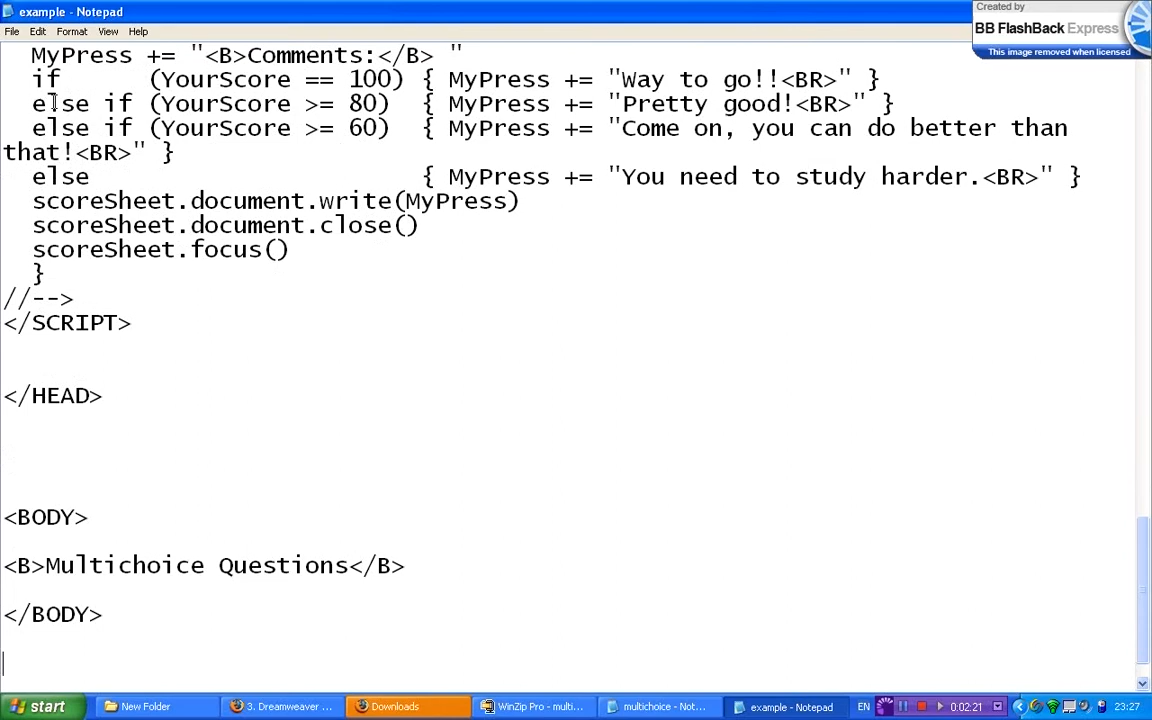 example - Notepad
Created by
BB FlashBack Express
This image removed when licensed
File Edit Format View Help
MyPress += "<B>Comments:</B> "
if (YourScore == 100) { MyPress += "Way to go!!<BR>" }
else if (YourScore >= 80) { MyPress += "Pretty good!<BR>" }
else if (YourScore >= 60) { MyPress += "Come on, you can do better than
that!<BR>" }
else { MyPress += "You need to study harder.<BR>" }
scoreSheet.document.write(MyPress)
scoreSheet.document.close()
scoreSheet.focus()
}
//-->
</SCRIPT>
</HEAD>
<BODY>
<B>Multichoice Questions</B>
</BODY>
start New Folder 3. Dreamweaver ... Downloads WinZip Pro - multi... multichoice - Not... example - Notepad EN 0:02:21 23:27